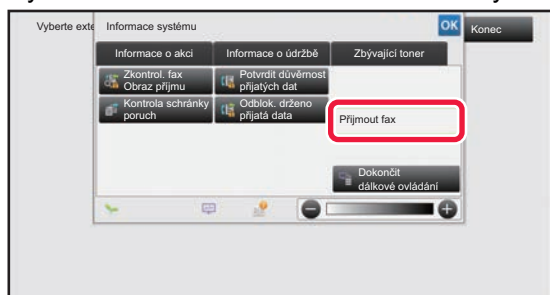 Vyberte exte
Informace systému
OK
Konec
Informace o akci
Informace o údržbě
Zbývající toner
Zkontrol. fax
Obraz příjmu
Potvrdit důvěrnost
přijatých dat
Kontrola schránky
poruch
Odblok. drženo
přijatá data
Přijmout fax
Dokončit
dálkové ovládání